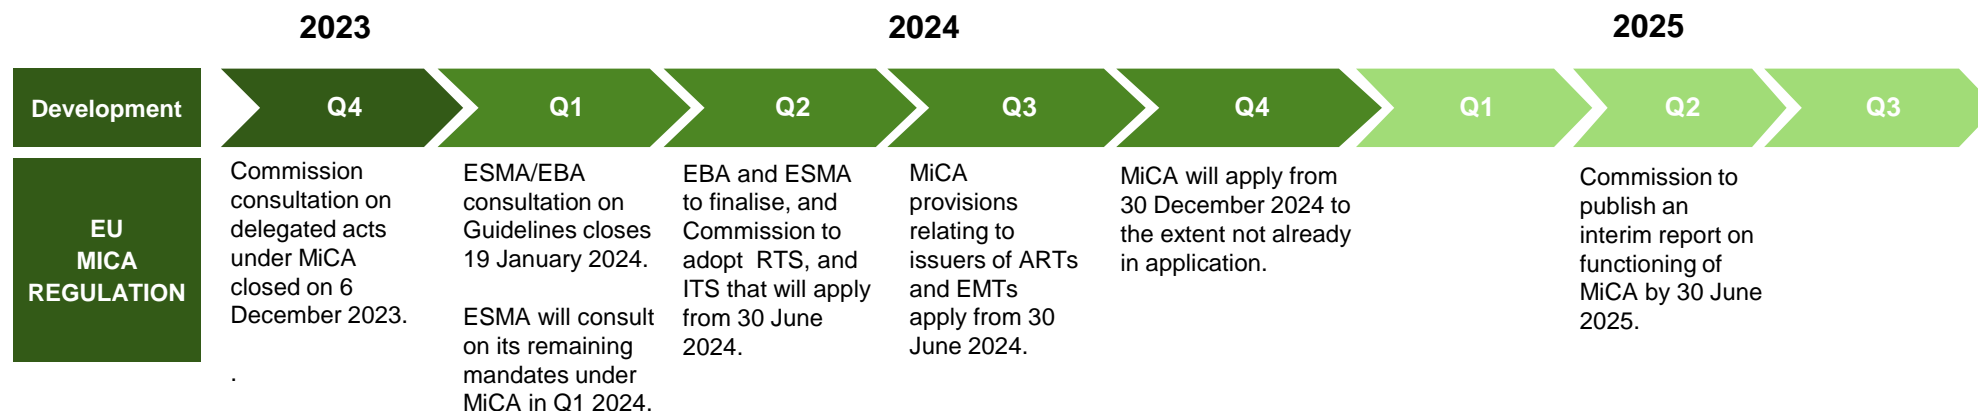 2023
2024
2025
Development
Q4
Q1
Q2
Q3
Q4
Q1
Q2
Q3
EU
MICA
REGULATION
Commission
consultation on
delegated acts
under MiCA
closed on 6
December 2023.
.
ESMA/EBA
consultation on
Guidelines closes
19 January 2024.
ESMA will consult
on its remaining
mandates under
MiCA in Q1 2024.
EBA and ESMA
to finalise, and
Commission to
adopt RTS, and
ITS that will apply
from 30 June
2024.
MiCA
provisions
relating to
issuers of ARTs
and EMTs
apply from 30
June 2024.
MiCA will apply from
30 December 2024 to
the extent not already
in application.
Commission to
publish an
interim report on
functioning of
MiCA by 30 June
2025.